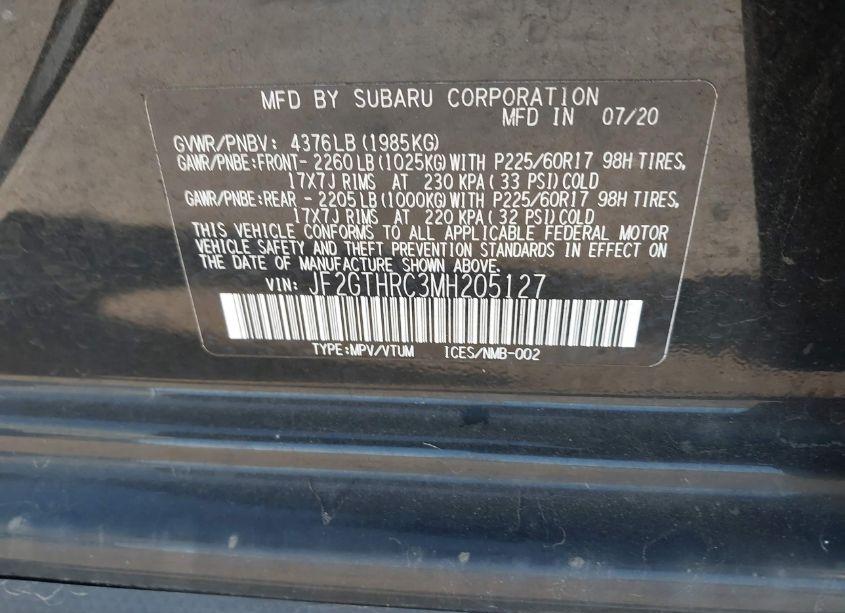 MFD BY SUBARU CORPORATION
MFD IN 07/20
GVWR/PNBV: 4376LB(1985KG)
GAWR/PNBE:FRONT- 2260LB(1025KG)WITH P225/60R17 98H TIRES,
17X7J RIMS AT 230 KPA( 33 PSI)COLD
GAWR/PNBE:REAR - 2205LB(1000KG)WITH P225/60R17 98H TIRES,
17X7J RIMS AT 220 KPA( 32 PSI)COLD
THIS VEHICLE CONFORMS TO ALL APPLICABLE FEDERAL MOTOR
VEHICLE SAFETY AND THEFT PREVENTION STANDARDS IN EFFECT ON
THE DATE OF MANUFACTURE SHOWN ABOVE.
VIN: JF2GTHRC3MH205127
TYPE:MPV/VTUM ICES/NMB-002